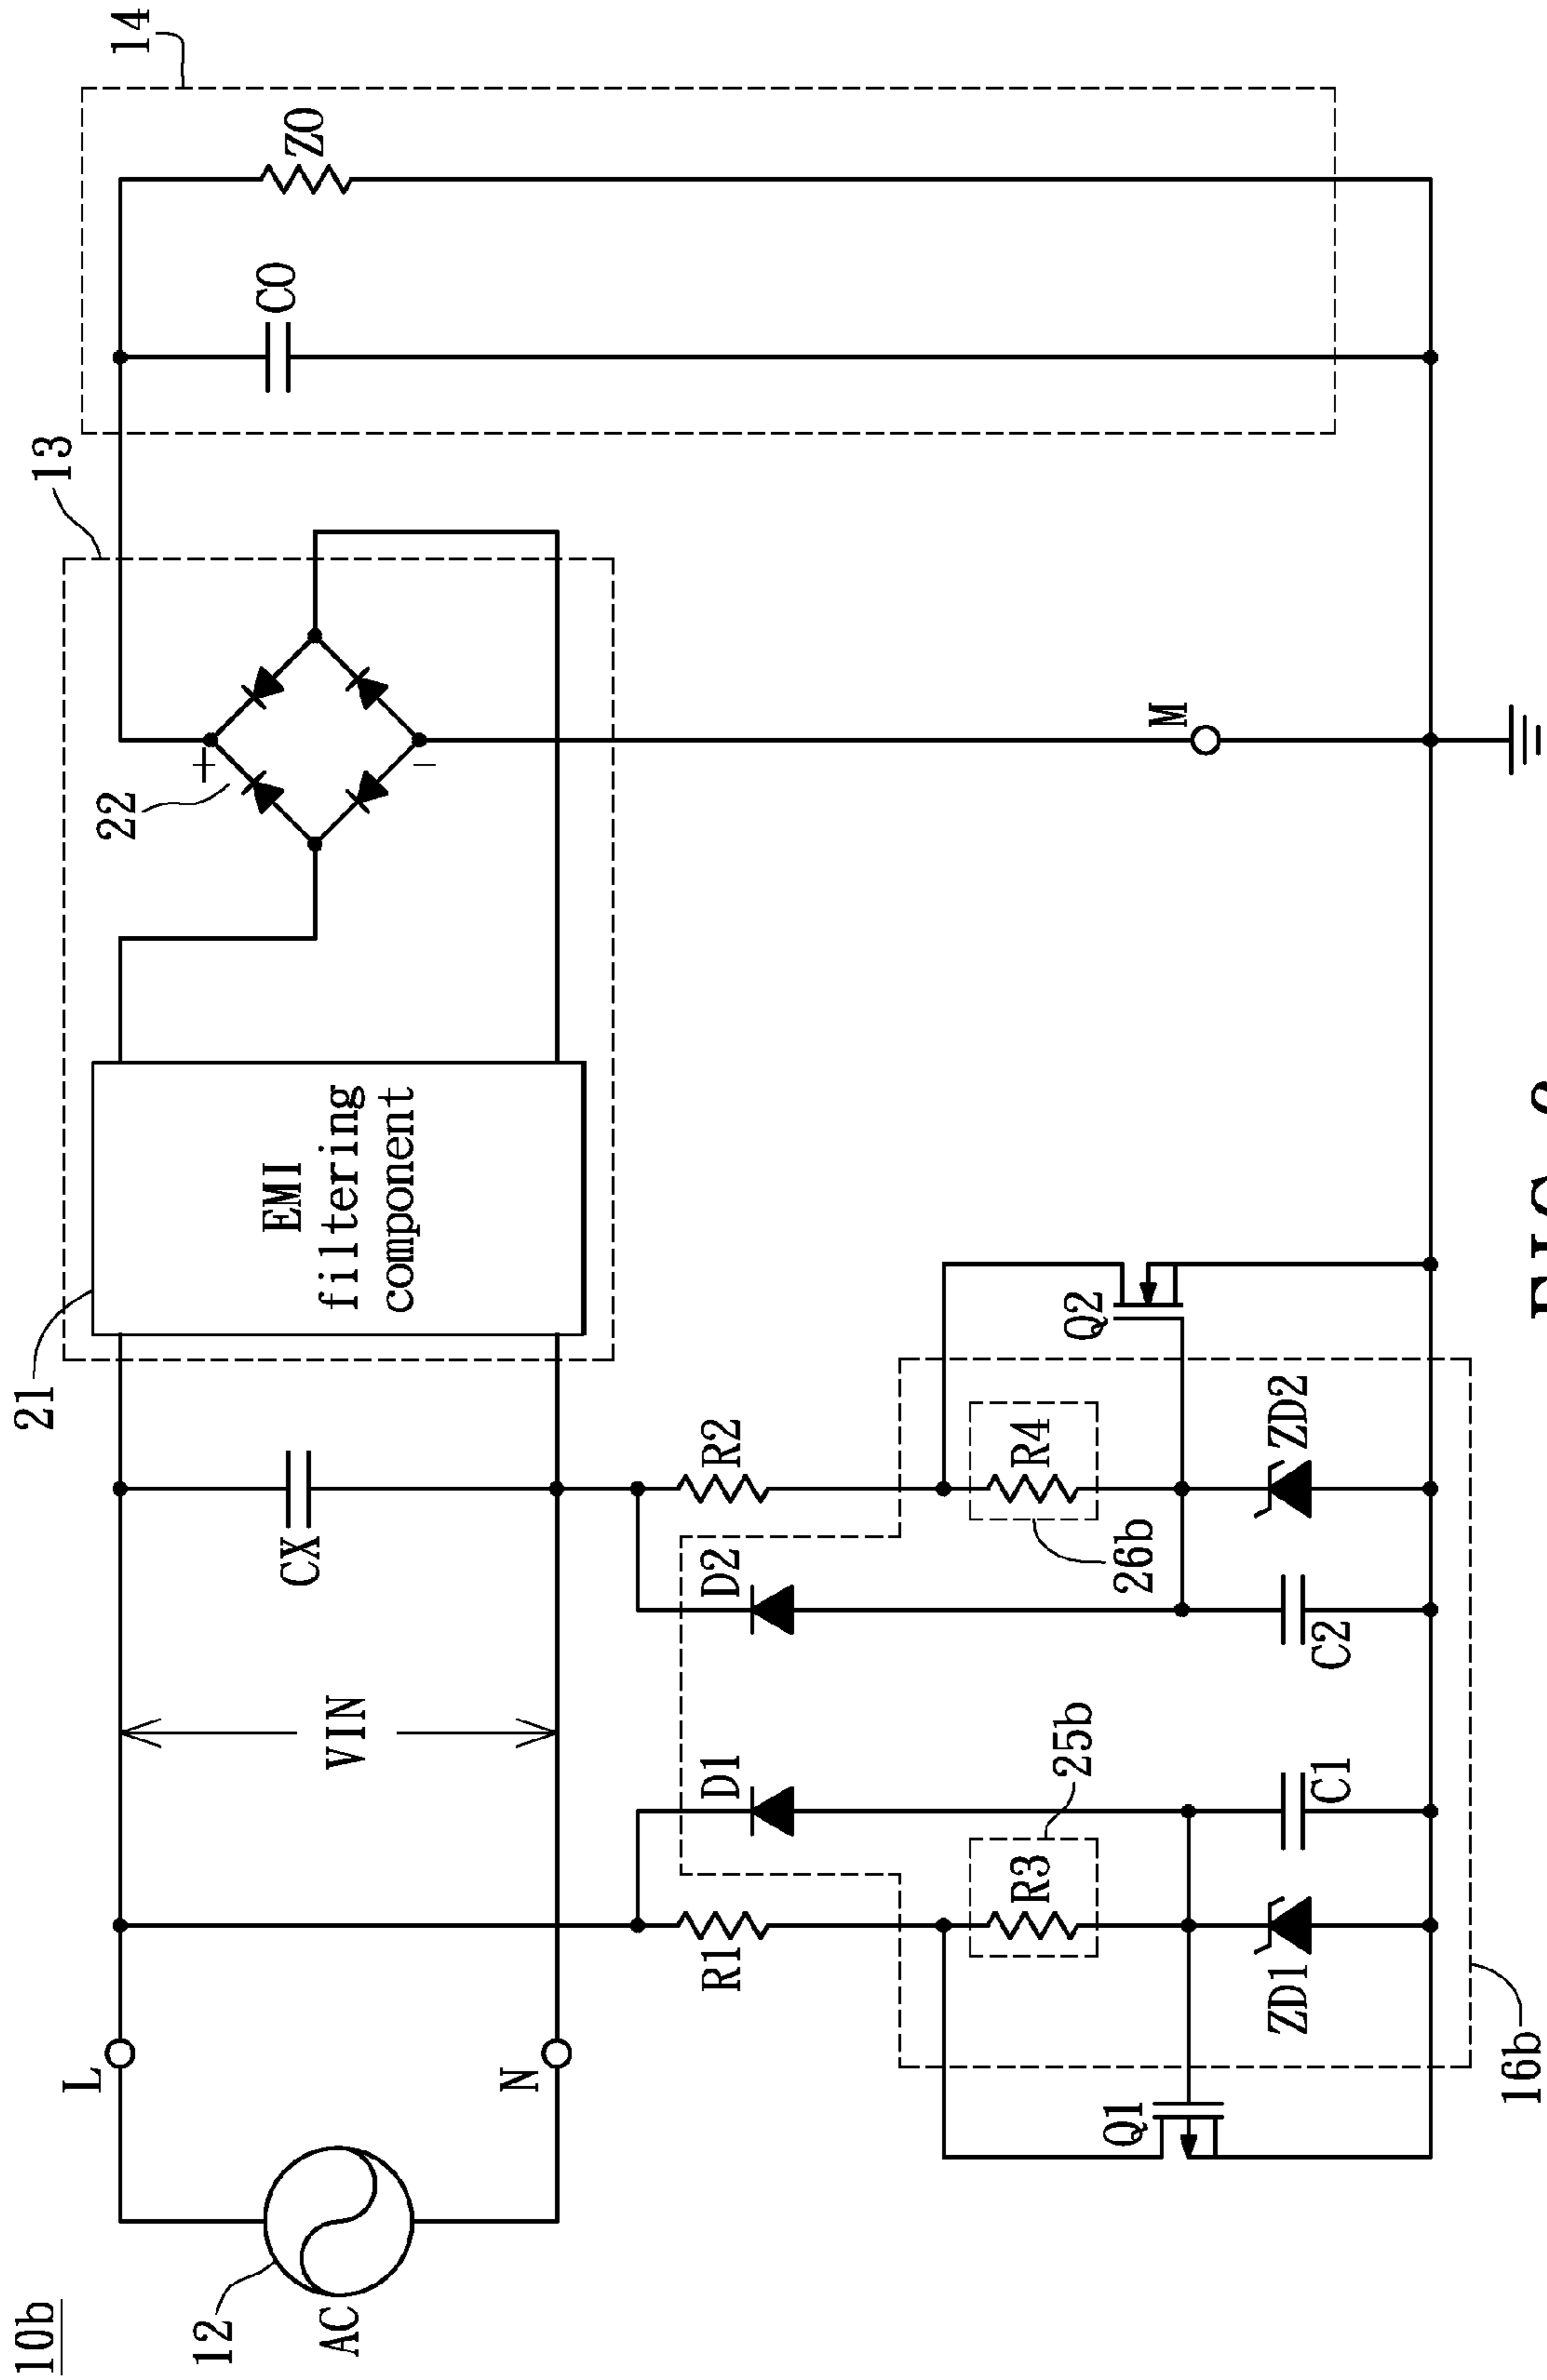 10b
12
AC
L
N
VIN
CX
21
EMI
filtering
component
22
+
-
13
14
CO
ZO
M
R1
D1
D2
R2
R3
25b
R4
26b
Q1
Q2
ZD1
C1
C2
ZD2
16b